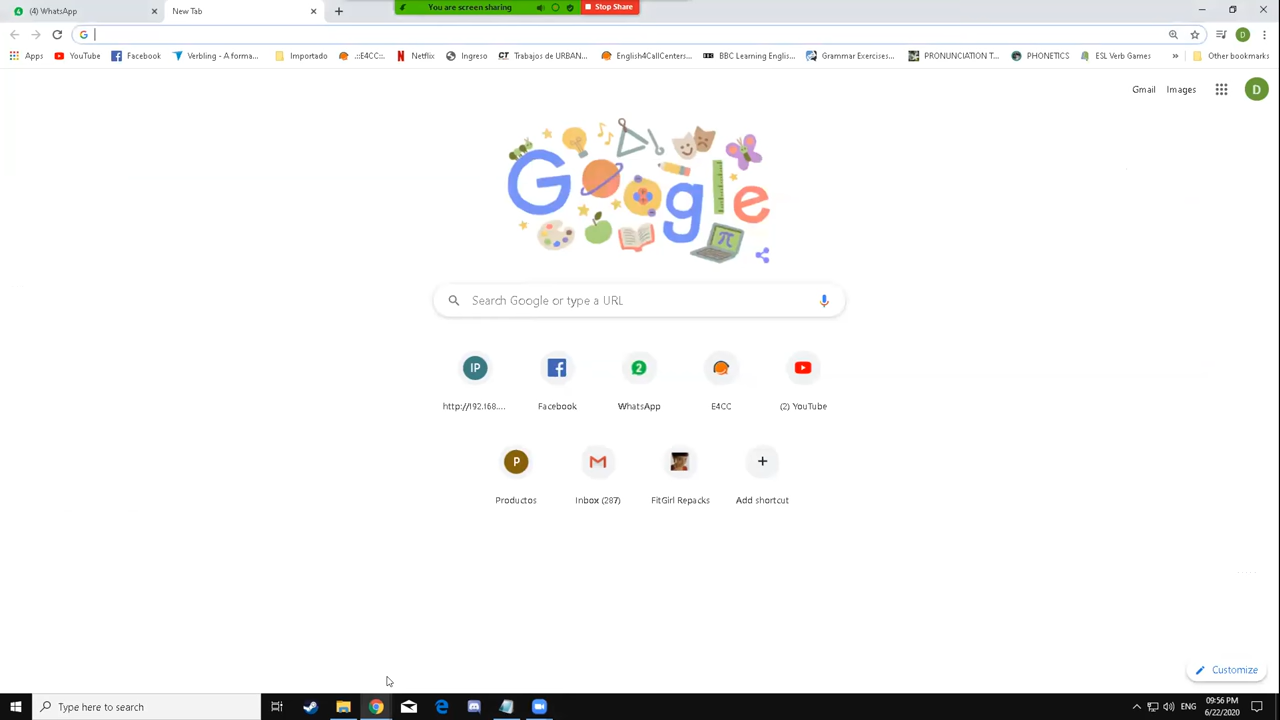 (4) WhatsApp
New Tab
You are screen sharing
Stop Share
Apps
YouTube
Facebook
Verbling - A forma...
Importado
.::E4CC:.
Netflix
Ingreso
Trabajos de URBAN...
English4CallCenters...
BBC Learning Englis...
Grammar Exercises...
PRONUNCIATION T...
PHONETICS
ESL Verb Games
»
Other bookmarks
Gmail
Images
D
Google
π
Search Google or type a URL
IP
2
http://192.168....
Facebook
WhatsApp
E4CC
(2) YouTube
P
Productos
Inbox (287)
FitGirl Repacks
Add shortcut
Customize
Type here to search
ENG
09:56 PM
6/22/2020